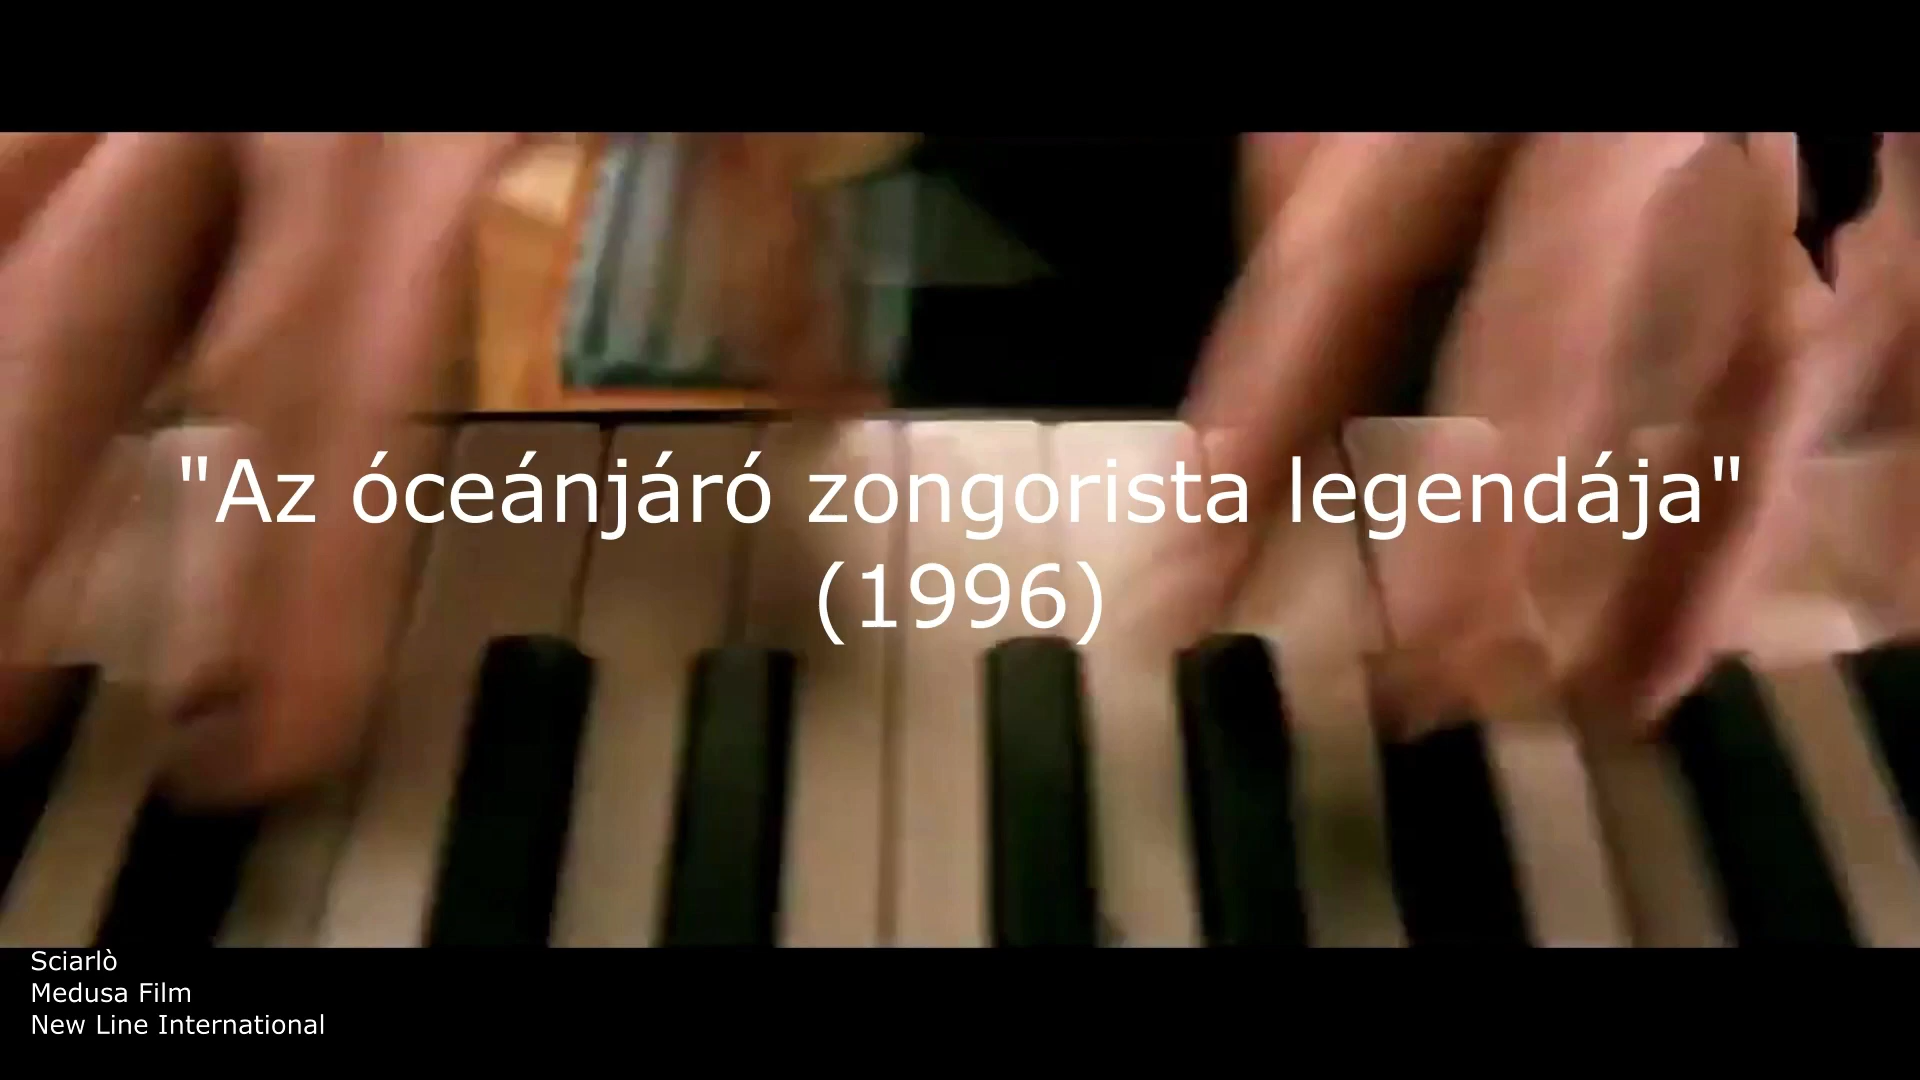 "Az óceánjáró zongorista legendája"
(1996)
Sciarlò
Medusa Film
New Line International